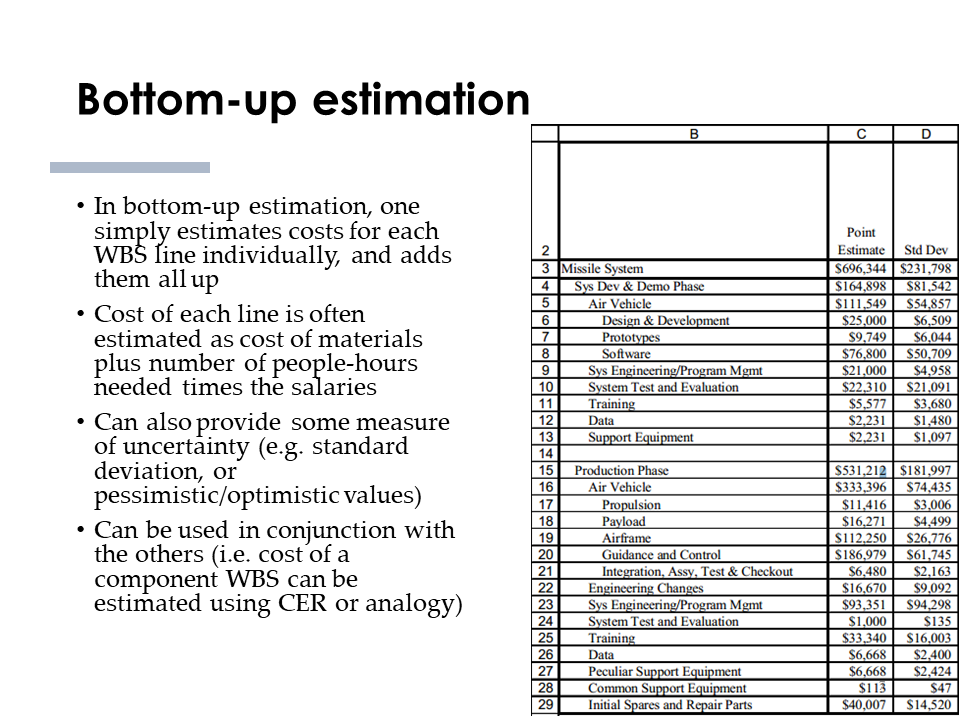 Bottom-up estimation
• In bottom-up estimation, one
simply estimates costs for each
WBS line individually, and adds
them all up
• Cost of each line is often
estimated as cost of materials
plus number of people-hours
needed times the salaries
• Can also provide some measure
of uncertainty (e.g. standard
deviation, or
pessimistic/optimistic values)
• Can be used in conjunction with
the others (i.e. cost of a
component WBS can be
estimated using CER or analogy)
B C D
Point
2 Estimate Std Dev
3 Missile System $696,344 $231,798
4 Sys Dev & Demo Phase $164,898 $81,542
5 Air Vehicle $111,549 $54,857
6 Design & Development $25,000 $6,509
7 Prototypes $9,749 $6,044
8 Software $76,800 $50,709
9 Sys Engineering/Program Mgmt $21,000 $4,958
10 System Test and Evaluation $22,310 $21,091
11 Training $5,577 $3,680
12 Data $2,231 $1,480
13 Support Equipment $2,231 $1,097
14
15 Production Phase $531,212 $181,997
16 Air Vehicle $333,396 $74,435
17 Propulsion $11,416 $3,006
18 Payload $16,271 $4,499
19 Airframe $112,250 $26,776
20 Guidance and Control $186,979 $61,745
21 Integration, Assy, Test & Checkout $6,480 $2,163
22 Engineering Changes $16,670 $9,092
23 Sys Engineering/Program Mgmt $93,351 $94,298
24 System Test and Evaluation $1,000 $135
25 Training $33,340 $16,003
26 Data $6,668 $2,400
27 Peculiar Support Equipment $6,668 $2,424
28 Common Support Equipment $113 $47
29 Initial Spares and Repair Parts $40,007 $14,520